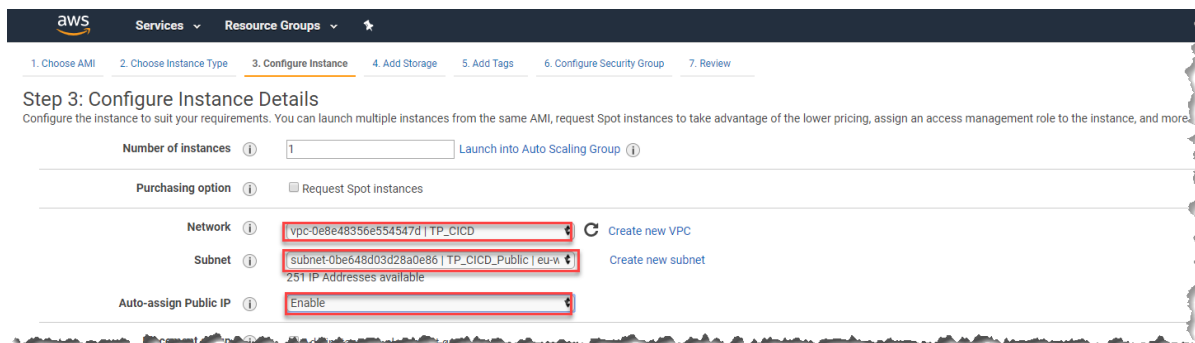 aws Services Resource Groups
1. Choose AMI 2. Choose Instance Type 3. Configure Instance 4. Add Storage 5. Add Tags 6. Configure Security Group 7. Review
Step 3: Configure Instance Details
Configure the instance to suit your requirements. You can launch multiple instances from the same AMI, request Spot instances to take advantage of the lower pricing, assign an access management role to the instance, and more.
Number of instances i 1 Launch into Auto Scaling Group i
Purchasing option i Request Spot instances
Network i vpc-0e8e48356e554547d | TP_CICD Create new VPC
Subnet i subnet-0be648d03d28a0e86 | TP_CICD_Public | eu-w Create new subnet
251 IP Addresses available
Auto-assign Public IP i Enable